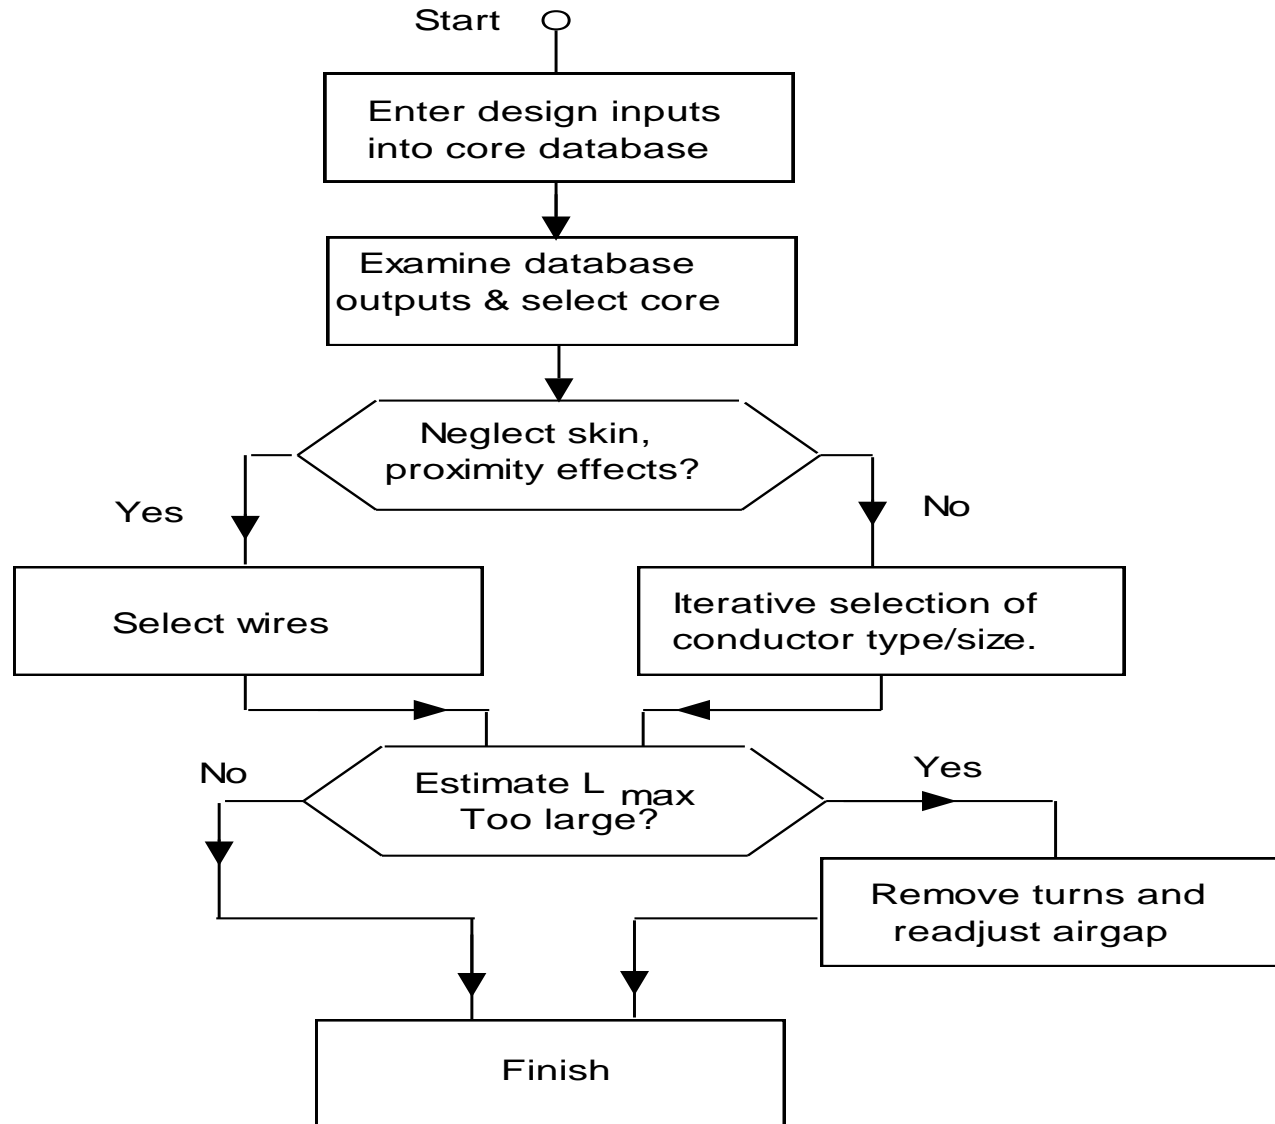 Start
Enter design inputs
into core database
Examine database
outputs & select core
Neglect skin,
proximity effects?
Yes
No
Select wires
Iterative selection of
conductor type/size.
No
Estimate L max
Too large?
Yes
Remove turns and
readjust airgap
Finish